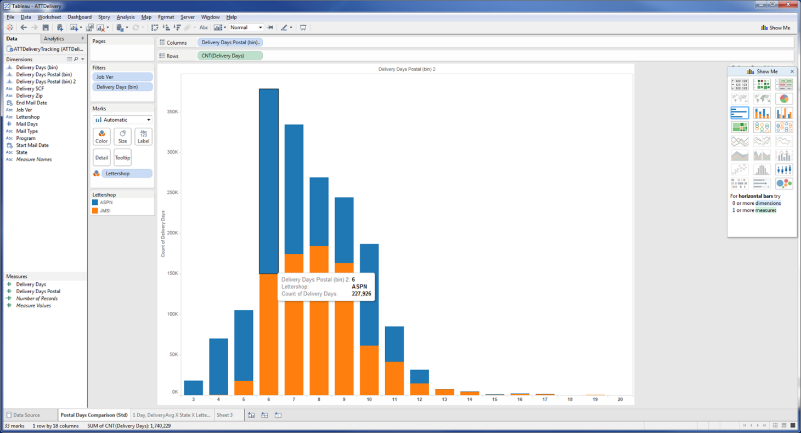 Tableau - ATTDelivery
File Data Worksheet Dashboard Story Analysis Map Format Server Window Help
Normal
Show Me
Data Analytics
Pages
Columns Delivery Days Postal (bin)..
Rows CNT(Delivery Days)
ATTDeliveryTracking (ATTDeli...
Dimensions
Delivery Days (bin)
Delivery Days Postal (bin)
Delivery Days Postal (bin) 2
Delivery SCF
Delivery Zip
End Mail Date
Job Ver
Lettershop
Mail Days
Mail Type
Program
Start Mail Date
State
Measure Names
Measures
Delivery Days
Delivery Days Postal
Number of Records
Measure Values
Filters
Job Ver
Delivery Days (bin)
Marks
Automatic
Color Size Label
Detail Tooltip
Lettershop
Lettershop
ASPN
Delivery Days Postal (bin) 2
Count of Delivery Days
350K
300K
250K
200K
150K
100K
50K
0K
3 4 5 6 7 8 9 10 11 12 13 14 15 16 17 18 19 20
Delivery Days Postal (bin) 2: 6
Lettershop ASPN
Count of Delivery Days 227,926
Show Me
For horizontal bars try
0 or more dimensions
1 or more measures
Data Source Postal Days Comparison (Std) 1 Day, DeliveryAvg X State X Lette... Sheet 3
33 marks 1 row by 18 columns SUM of CNT(Delivery Days): 1,740,229